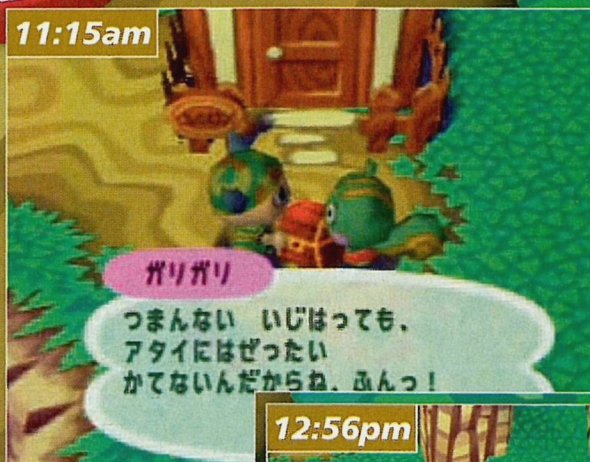 11:15am
ガリガリ
つまんない いじはっても、
アタイにはぜったい
かてないんだからね、ふんっ！
12:56pm